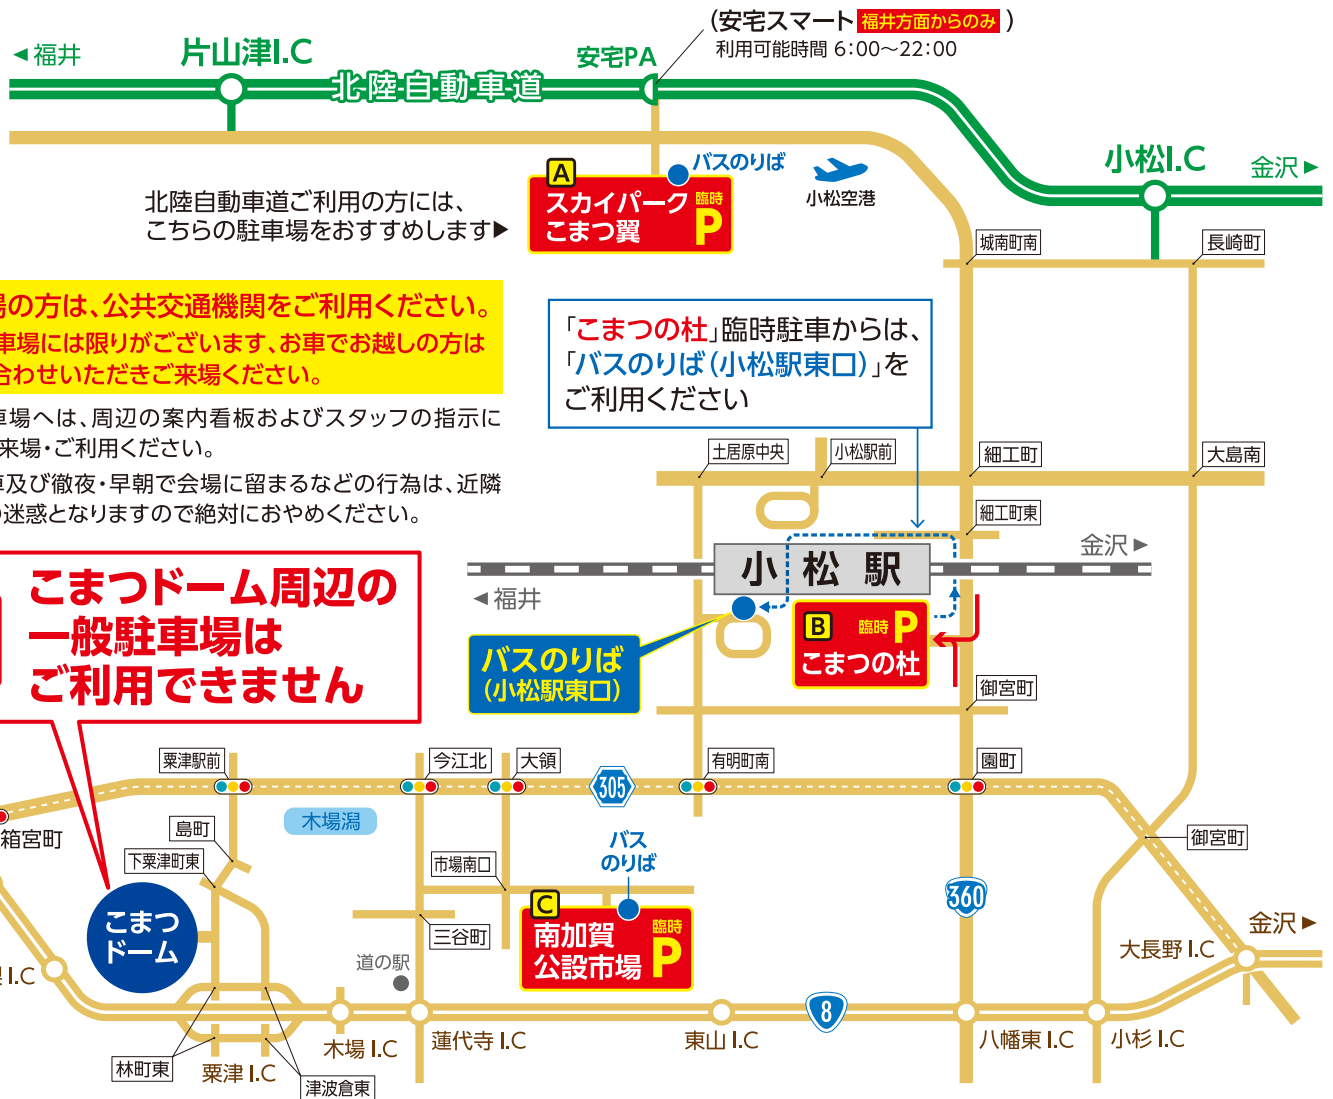 (安宅スマート 福井方面からのみ )
利用可能時間 6:00～22:00
◀福井
片山津I.C
安宅PA
北陸自動車道
小松I.C
金沢▶
A
バスのりば
スカイパーク
こまつ翼
臨時
P
小松空港
北陸自動車道ご利用の方には、
こちらの駐車場をおすすめします▶
城南町南
長崎町
場の方は、公共交通機関をご利用ください。
車場には限りがございます、お車でお越しの方は
合わせいただきご来場ください。
車場へは、周辺の案内看板およびスタッフの指示に
来場・ご利用ください。
車及び徹夜・早朝で会場に留まるなどの行為は、近隣
の迷惑となりますので絶対におやめください。
「こまつの杜」臨時駐車からは、
「バスのりば(小松駅東口)」を
ご利用ください
土居原中央
小松駅前
細工町
大島南
細工町東
小松駅
金沢▶
◀福井
こまつドーム周辺の
一般駐車場は
ご利用できません
バスのりば
(小松駅東口)
B
臨時
P
こまつの杜
御宮町
粟津駅前
今江北
大領
305
有明町南
園町
木場潟
箱宮町
島町
下粟津町東
御宮町
バス
のりば
市場南口
C
南加賀
公設市場
臨時
P
360
こまつ
ドーム
三谷町
道の駅
金沢▶
大長野 I.C
I.C
8
木場 I.C
蓮代寺 I.C
東山 I.C
八幡東 I.C
小杉 I.C
林町東
粟津 I.C
津波倉東